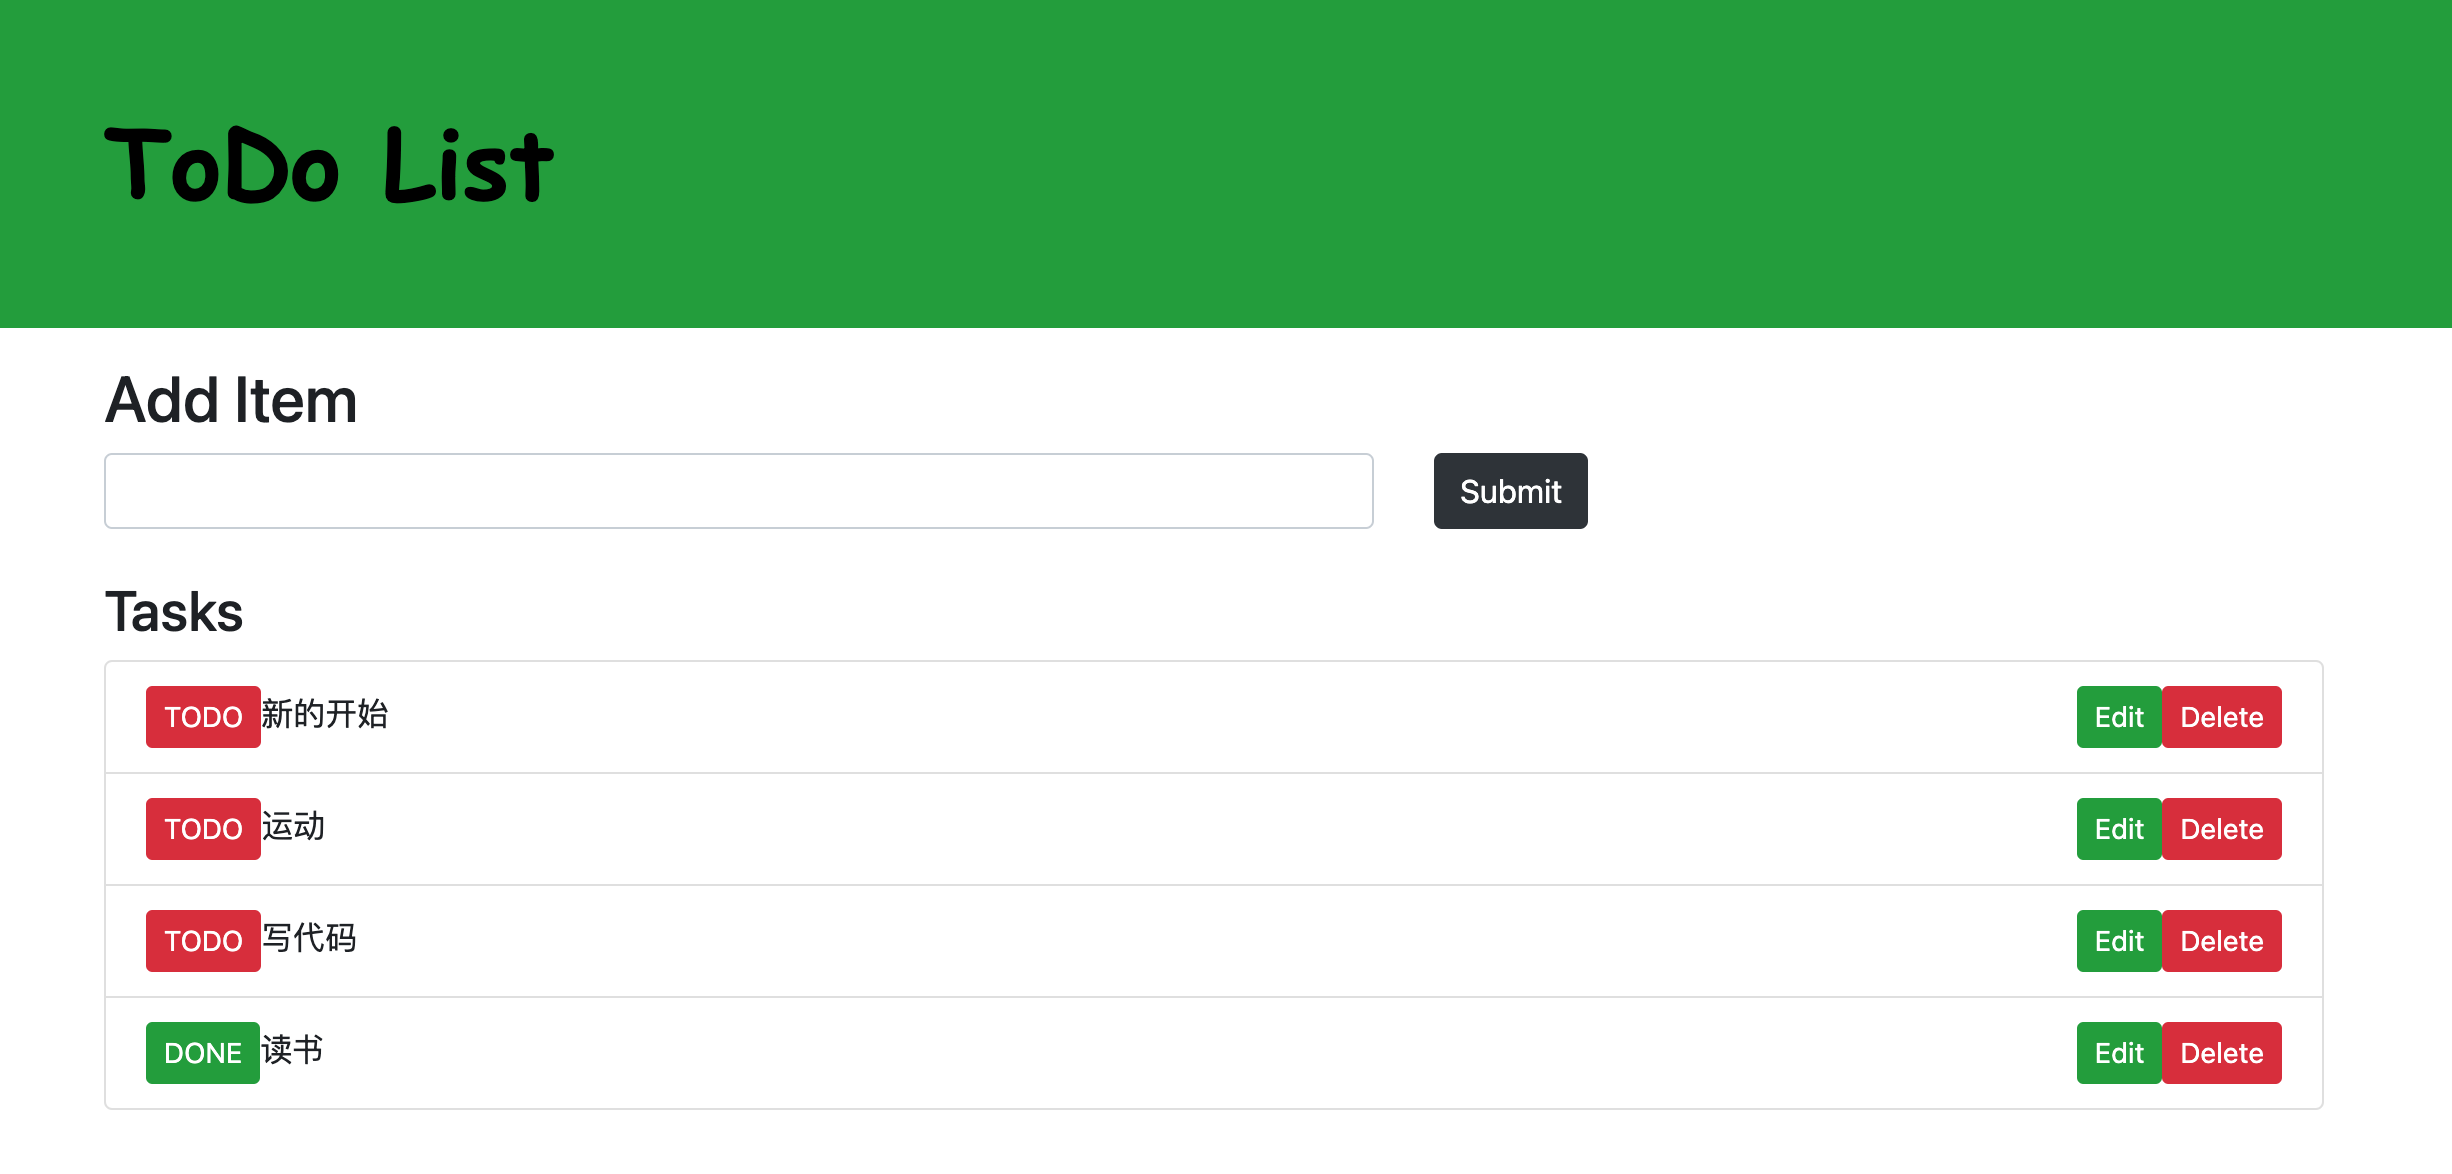 ToDo List
Add Item
Submit
Tasks
TODO 新的开始 Edit Delete
TODO 运动 Edit Delete
TODO 写代码 Edit Delete
DONE 读书 Edit Delete